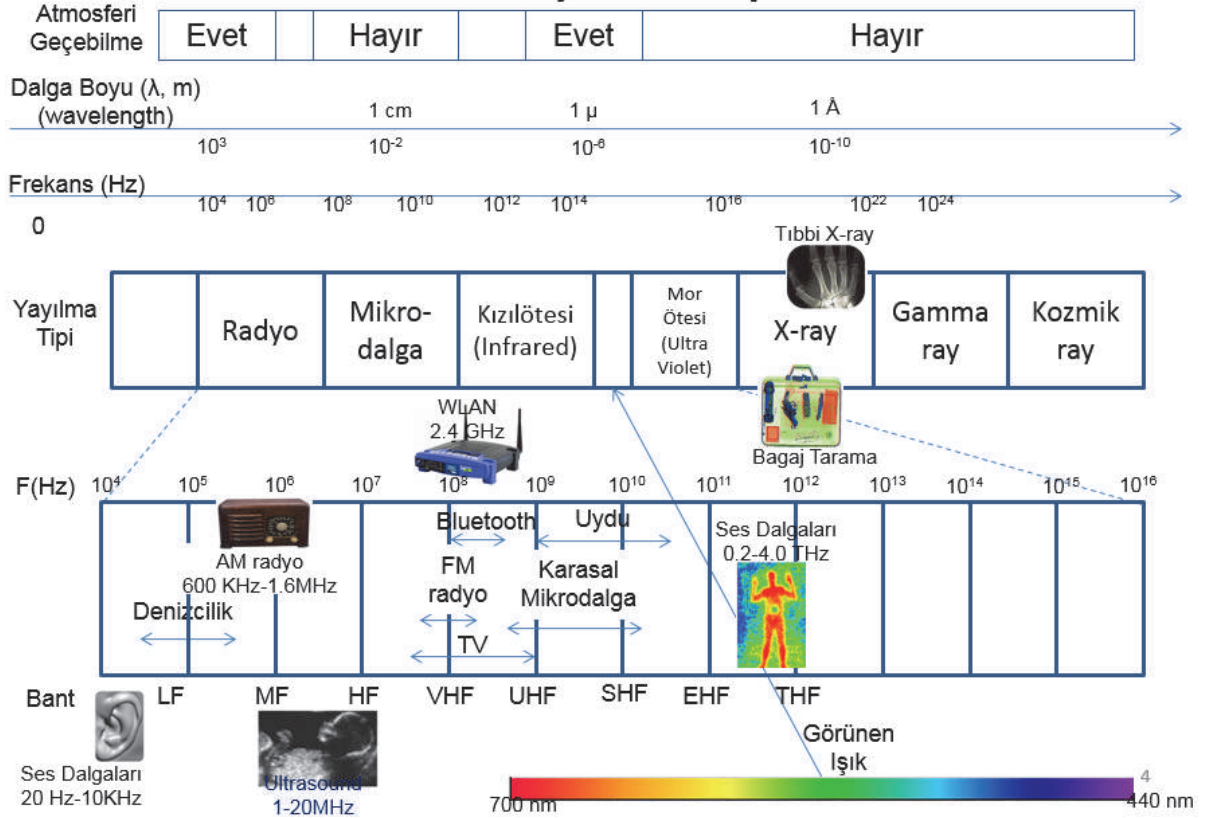 Atmosferi
Geçebilme
Evet
Hayır
Evet
Hayır
Dalga Boyu (λ, m)
(wavelength)
1 cm
1 µ
1 Å
10³
10⁻²
10⁻⁶
10⁻¹⁰
Frekans (Hz)
0
10⁴ 10⁶ 10⁸ 10¹⁰ 10¹² 10¹⁴ 10¹⁶ 10²² 10²⁴
Tıbbi X-ray
Yayılma
Tipi
Radyo
Mikro-
dalga
Kızılötesi
(Infrared)
Mor
Ötesi
(Ultra
Violet)
X-ray
Gamma
ray
Kozmik
ray
WLAN
2.4 GHz
Bagaj Tarama
F(Hz) 10⁴ 10⁵ 10⁶ 10⁷ 10⁸ 10⁹ 10¹⁰ 10¹¹ 10¹² 10¹³ 10¹⁴ 10¹⁵ 10¹⁶
Bluetooth
Uydu
Ses Dalgaları
0.2-4.0 THz
AM radyo
600 KHz-1.6MHz
FM
radyo
Karasal
Mikrodalga
Denizcilik
TV
Bant LF MF HF VHF UHF SHF EHF THF
Ses Dalgaları
20 Hz-10KHz
Ultrasound
1-20MHz
Görünen
Işık
4
700 nm
440 nm